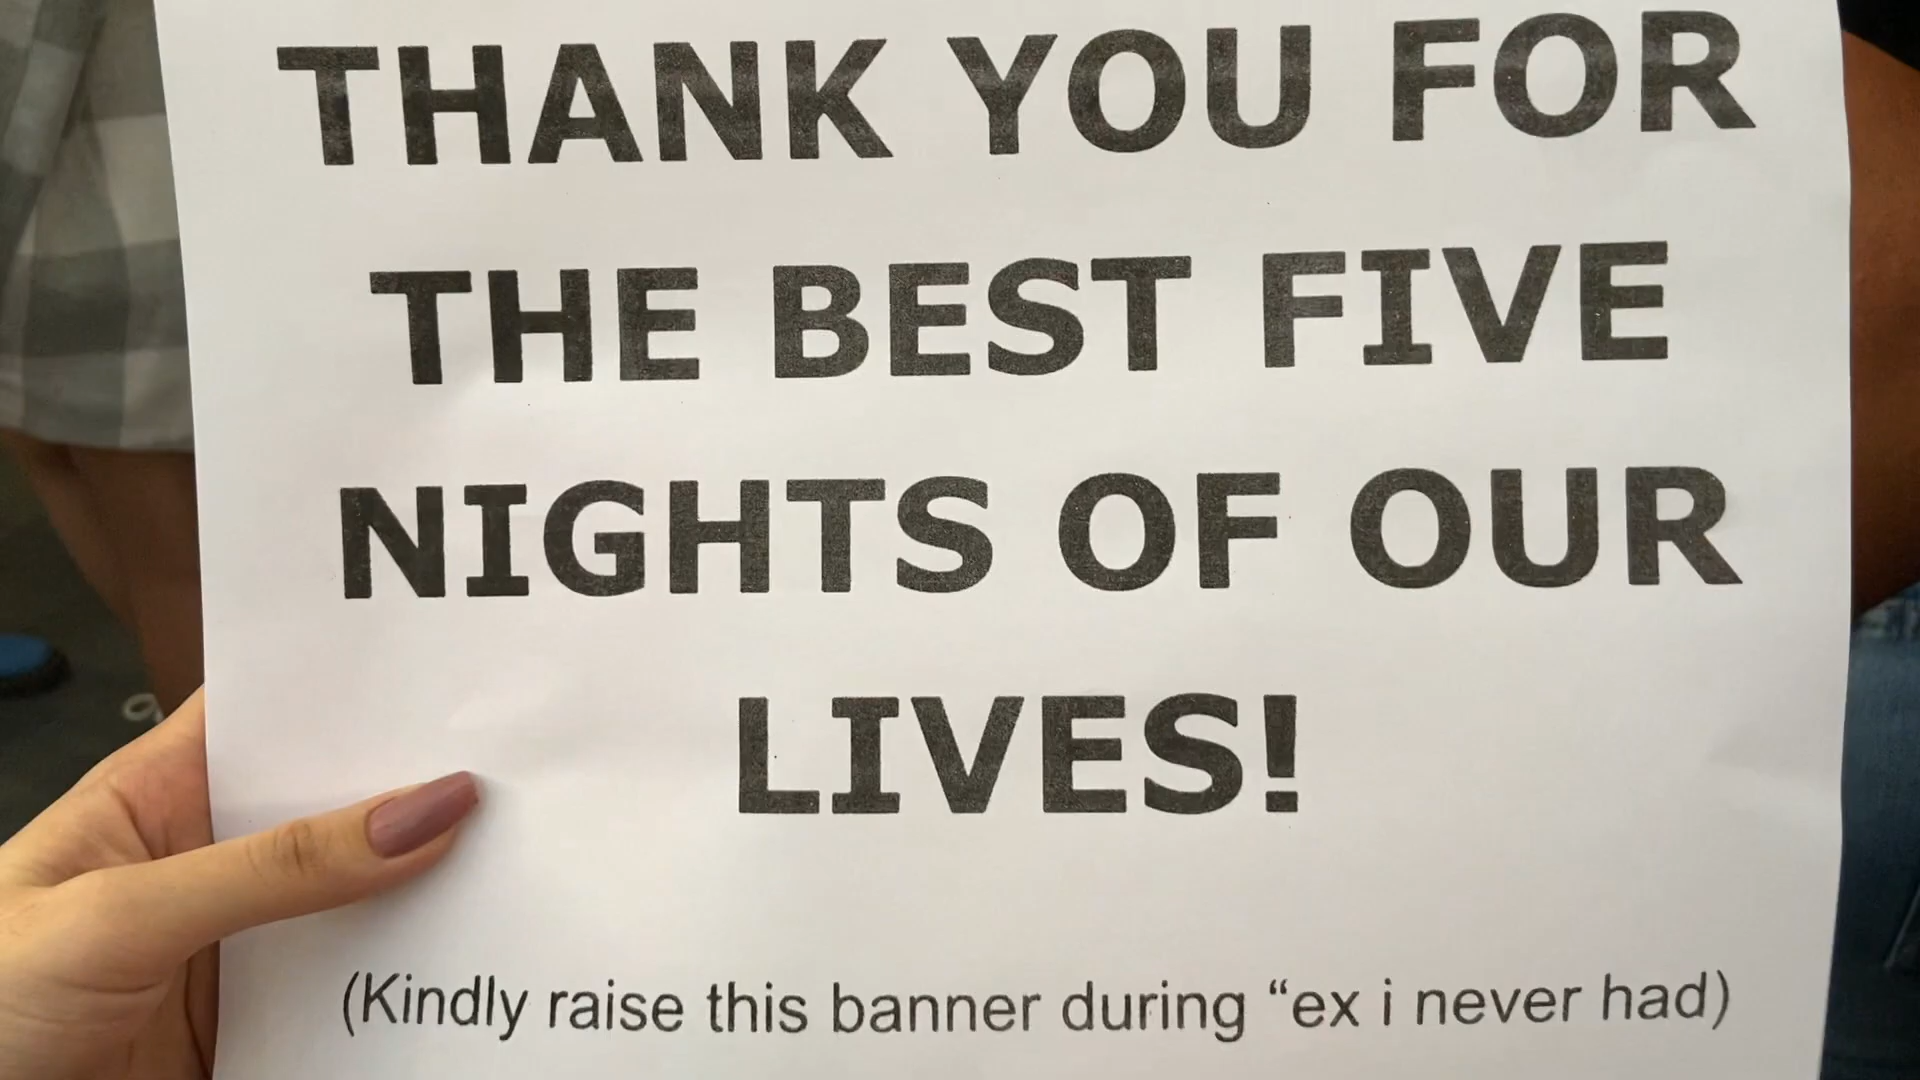 THANK YOU FOR
THE BEST FIVE
NIGHTS OF OUR
LIVES!
(Kindly raise this banner during “ex i never had)